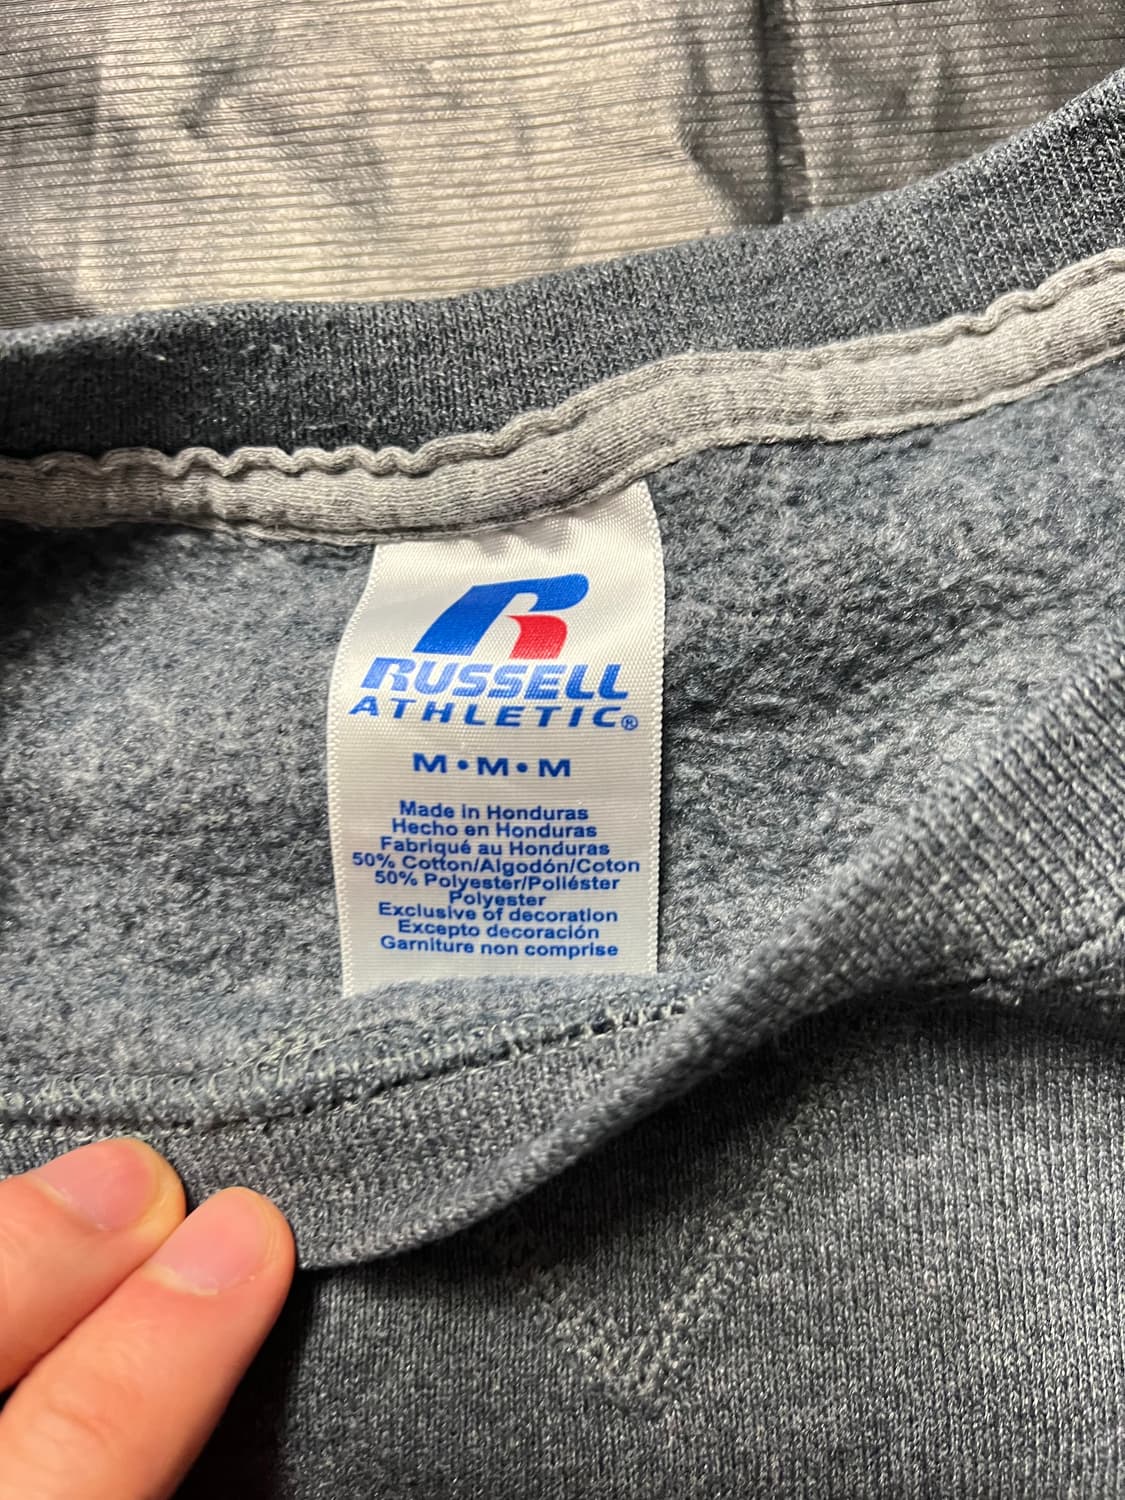 R
RUSSELL
ATHLETIC®
M•M•M
Made in Honduras
Hecho en Honduras
Fabriqué au Honduras
50% Cotton/Algodón/Coton
50% Polyester/Poliéster
Polyester
Exclusive of decoration
Excepto decoración
Garniture non comprise